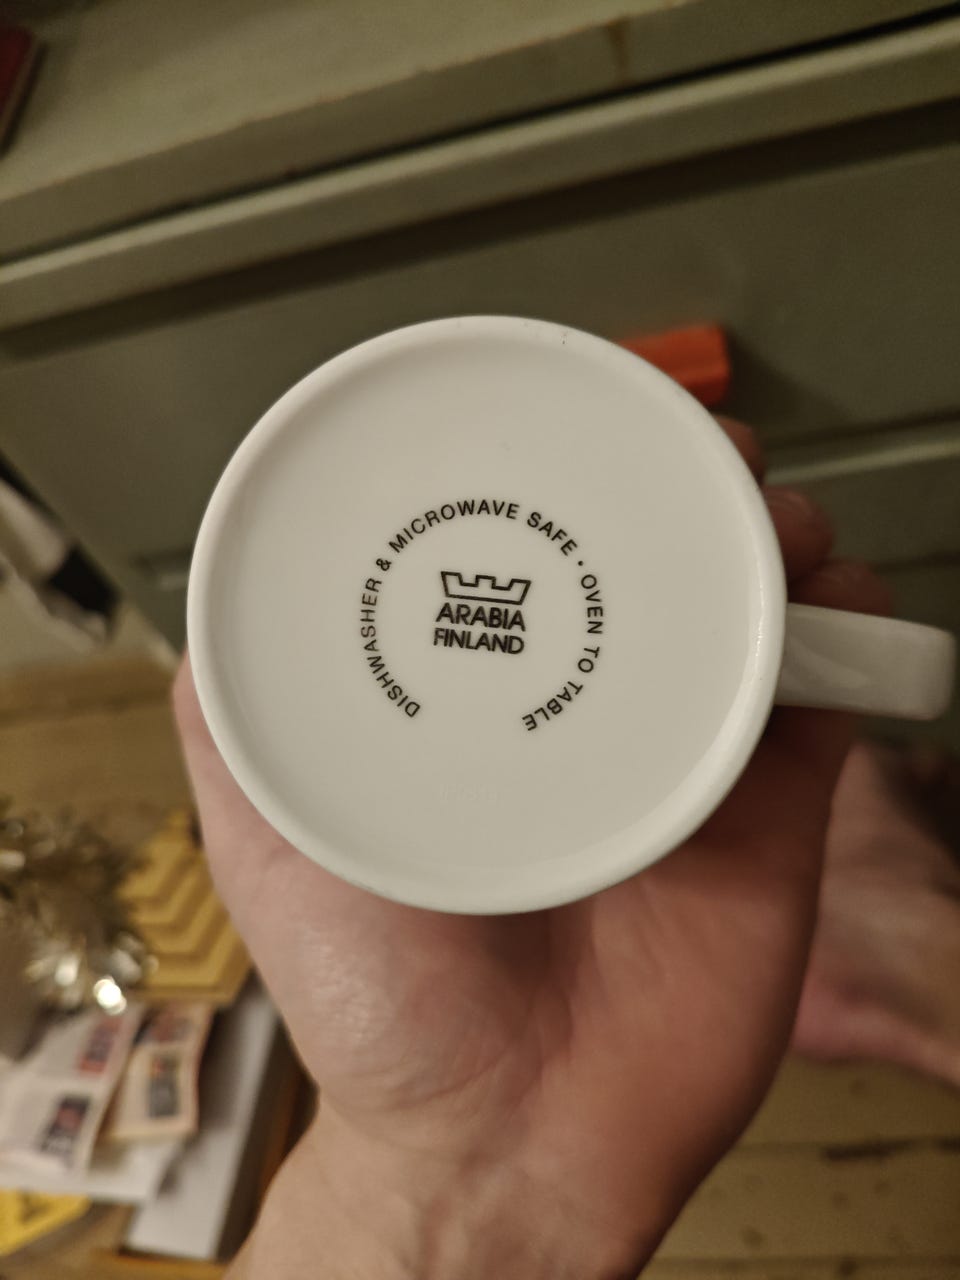 DISHWASHER & MICROWAVE SAFE • OVEN TO TABLE
ARABIA
FINLAND